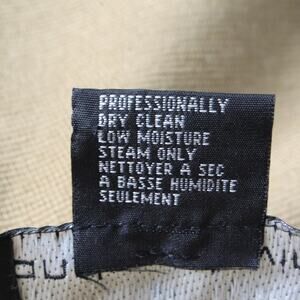 PROFESSIONALLY
DRY CLEAN
LOW MOISTURE
STEAM ONLY
NETTOYER A SEC
A BASSE HUMIDITE
SEULEMENT